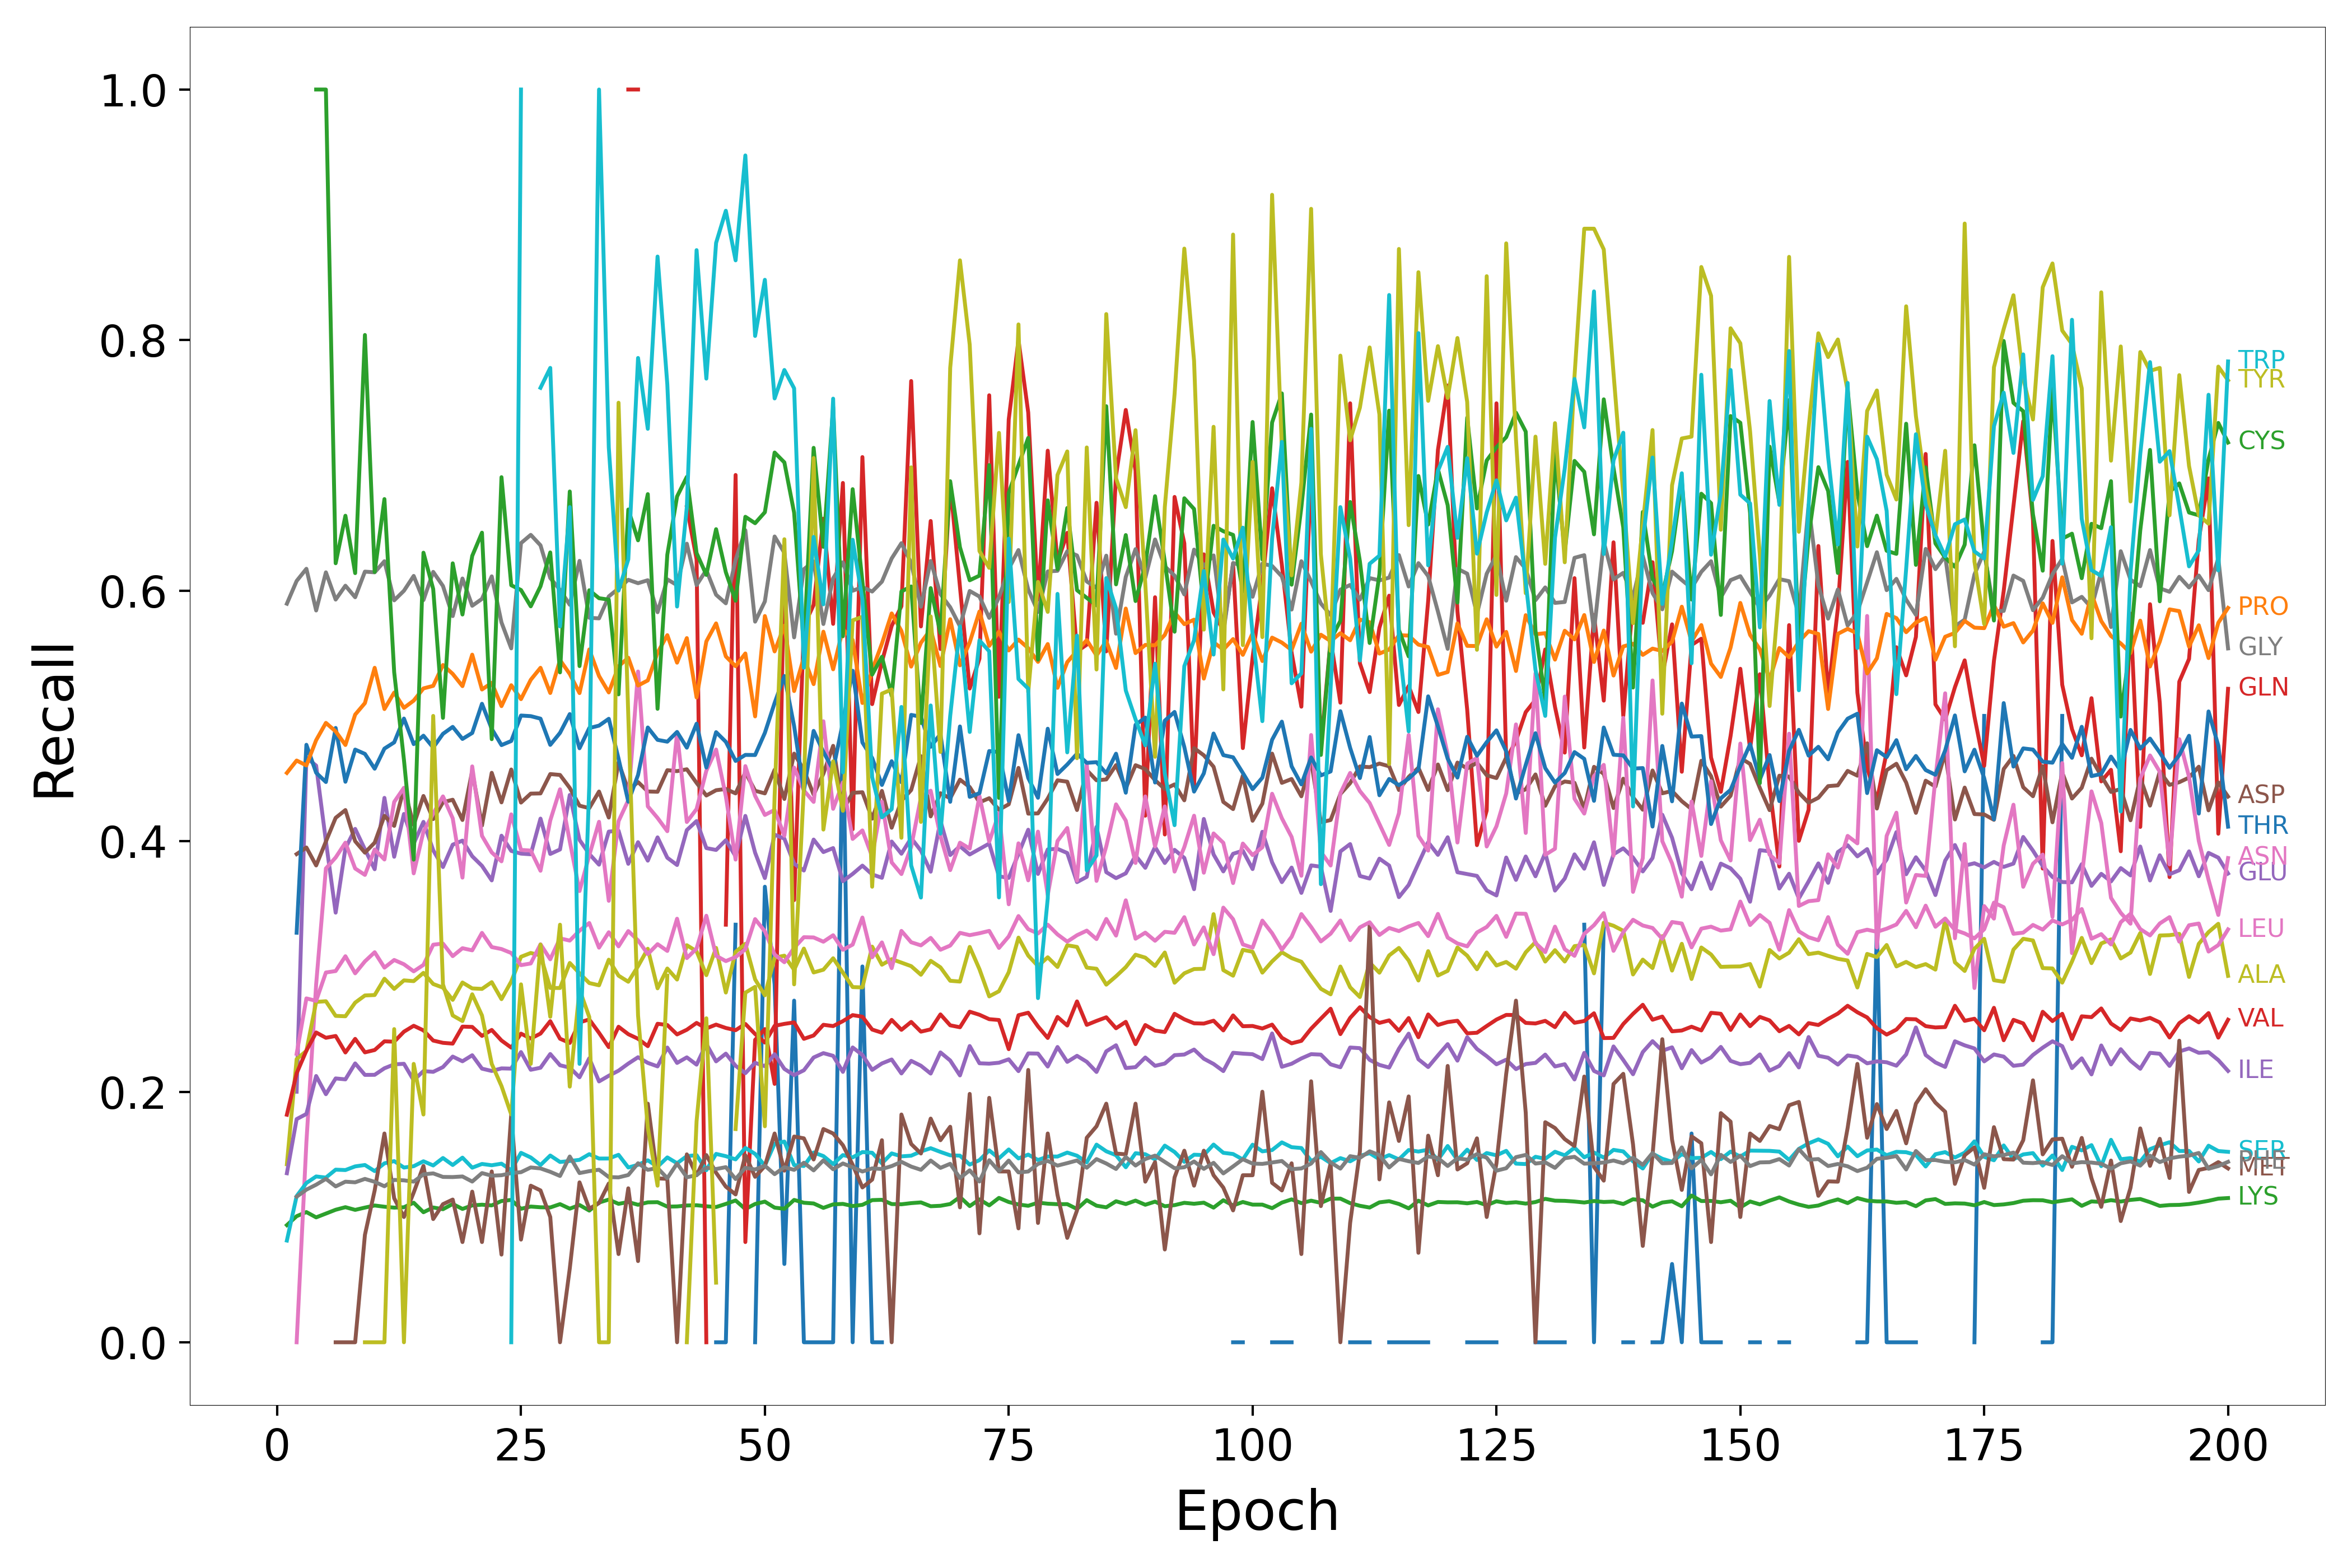 1.0
0.8
0.6
0.4
0.2
0.0
Recall
0
25
50
75
100
125
150
175
200
Epoch
TRP
TYR
CYS
PRO
GLY
GLN
ASP
THR
ASN
GLU
LEU
ALA
VAL
ILE
SER
MET
LYS